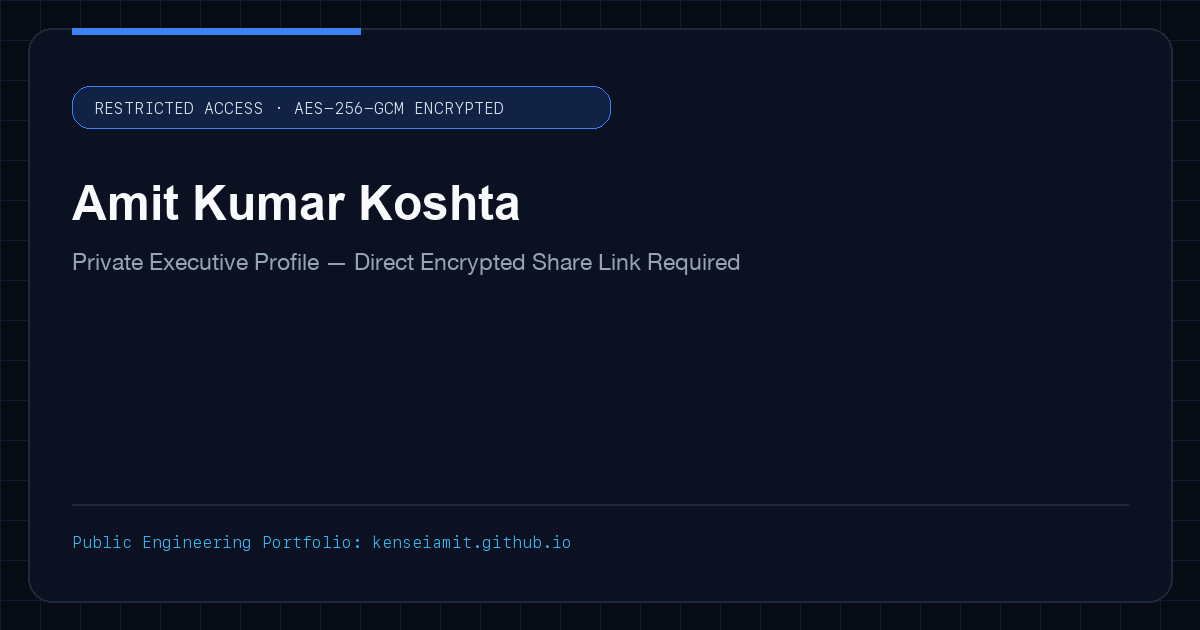 RESTRICTED ACCESS · AES-256-GCM ENCRYPTED
Amit Kumar Koshta
Private Executive Profile — Direct Encrypted Share Link Required
Public Engineering Portfolio: kenseiamit.github.io